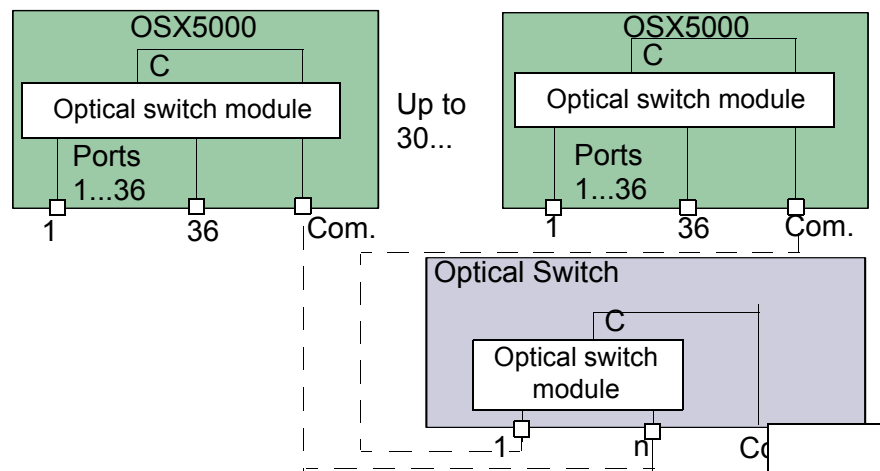 OSX5000
C
Optical switch module
Ports
1...36
1
36
Com.
Up to
30...
OSX5000
C
Optical switch module
Ports
1...36
1
36
Com.
Optical Switch
C
Optical switch
module
1
n